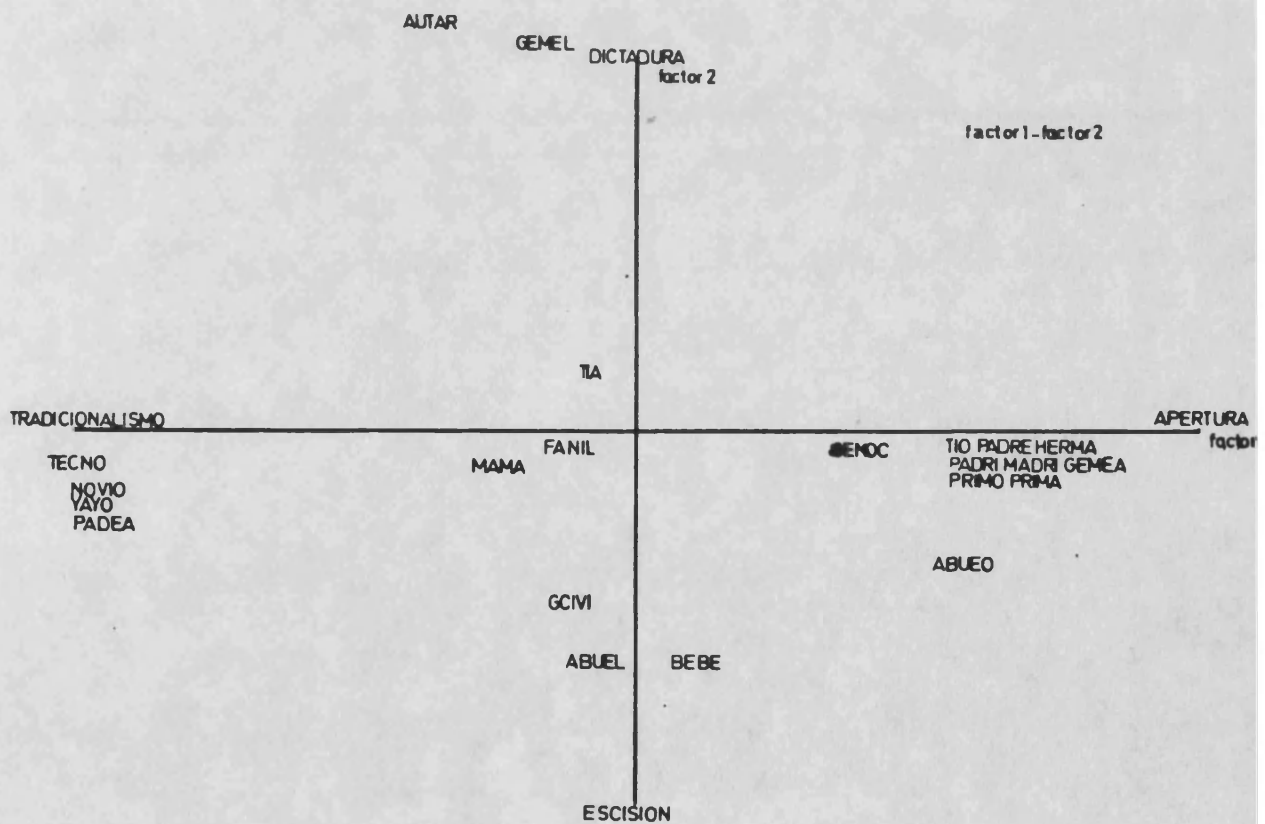 AUTAR
GEMEL
DICTADURA
factor 2
factor1-factor2
TIA
TRADICIONALISMO
APERTURA
factor
FANIL
MAMA
TIO PADRE HERMA
PADRI MADRI GEMEA
PRIMO PRIMA
TECNO
NOVIO
YAYO
PADEA
ABUEO
GCIVI
ABUEL
BEBE
ESCISION